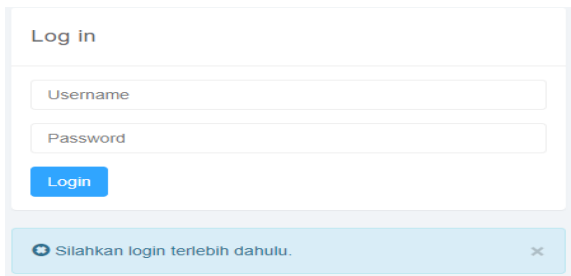 Log in
Username
Password
Login
Silahkan login terlebih dahulu.